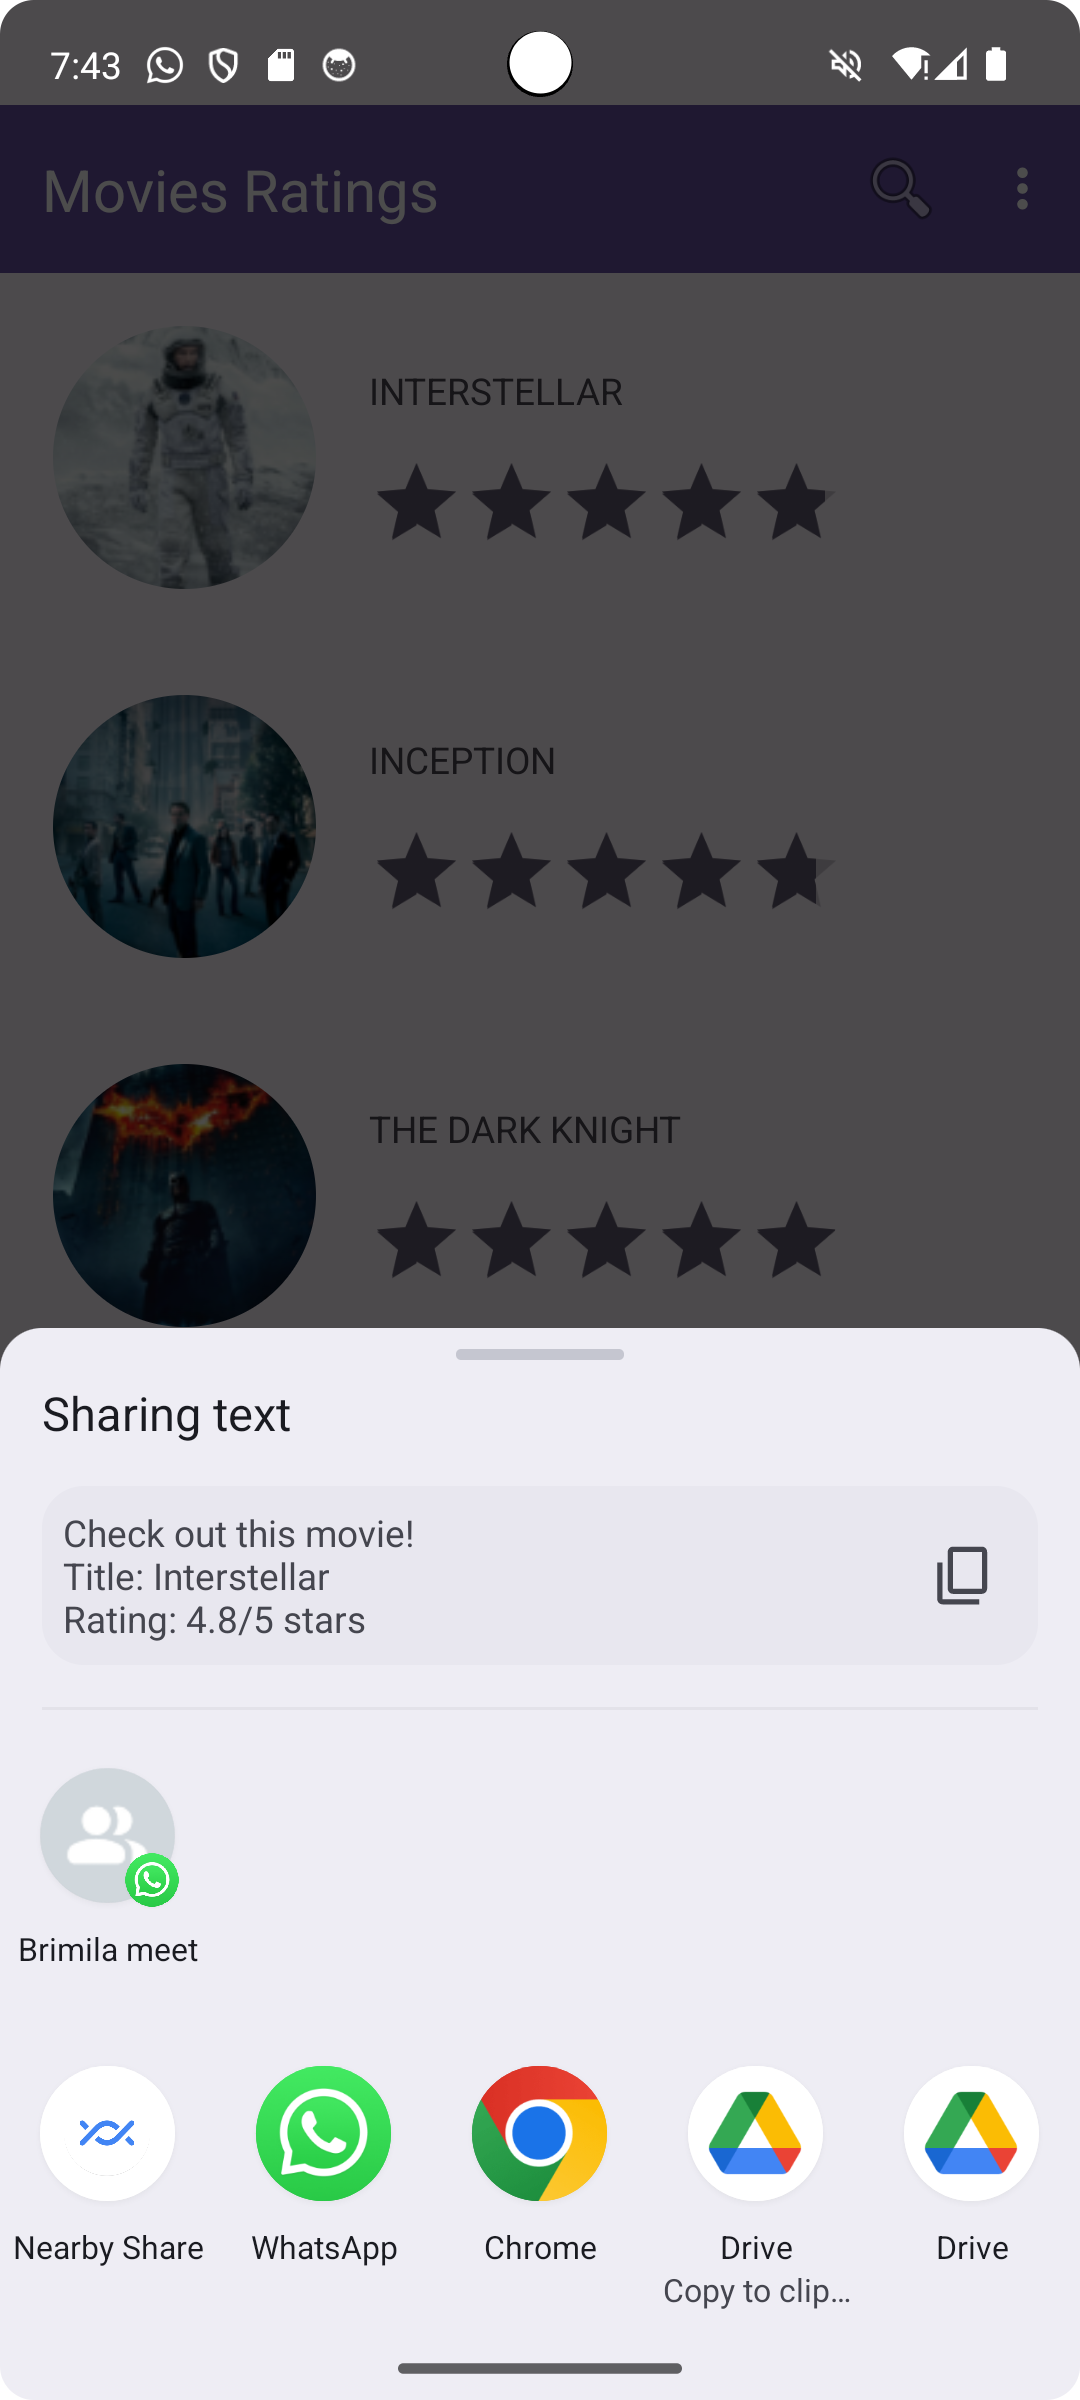 7:43
Movies Ratings
INTERSTELLAR
INCEPTION
THE DARK KNIGHT
Sharing text
Check out this movie!
Title: Interstellar
Rating: 4.8/5 stars
Brimila meet
Nearby Share
WhatsApp
Chrome
Drive
Copy to clip...
Drive